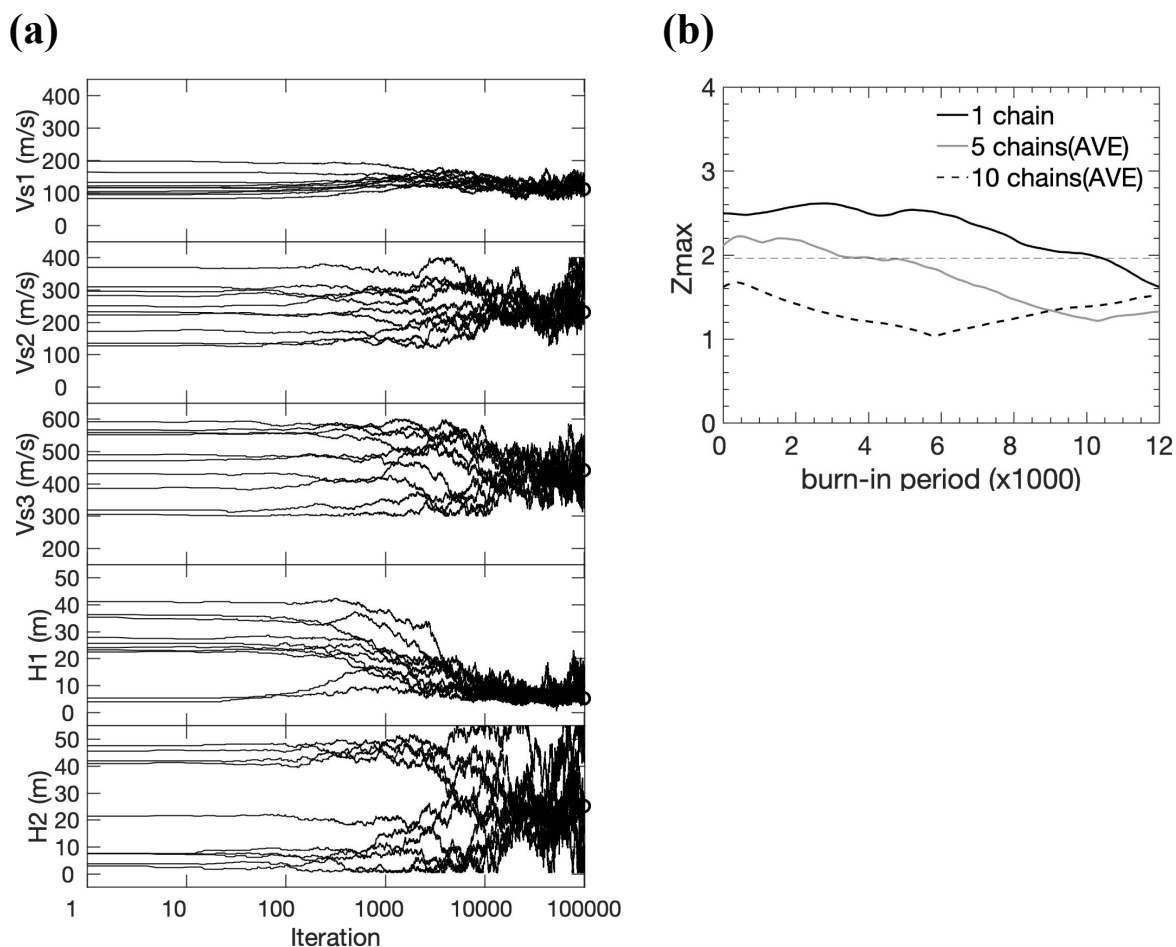 (a)
400
300
200
100
0
Vs1 (m/s)
400
300
200
100
0
Vs2 (m/s)
600
500
400
300
200
Vs3 (m/s)
50
40
30
20
10
0
H1 (m)
50
40
30
20
10
0
H2 (m)
1 10 100 1000 10000 100000
Iteration
(b)
4
3
2
1
0
Zmax
1 chain
5 chains(AVE)
10 chains(AVE)
0 2 4 6 8 10 12
burn-in period (x1000)